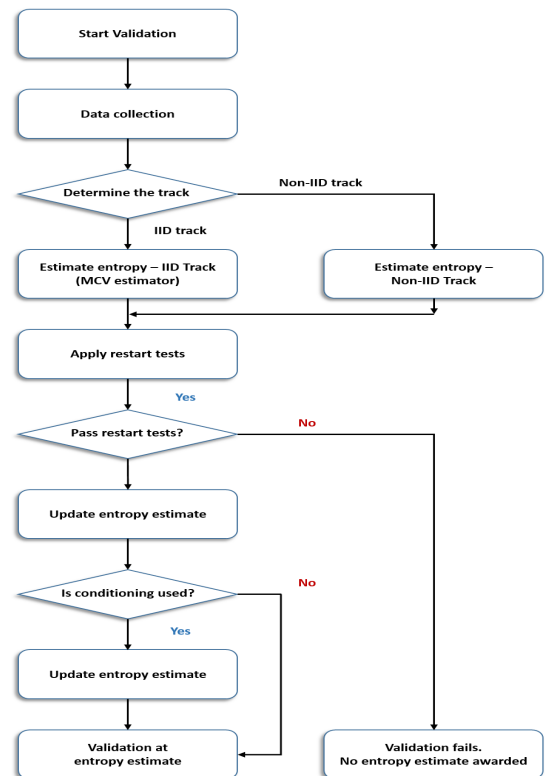 Start Validation
Data collection
Determine the track
Non-IID track
IID track
Estimate entropy – IID Track
(MCV estimator)
Estimate entropy –
Non-IID Track
Apply restart tests
Yes
Pass restart tests?
No
Update entropy estimate
Is conditioning used?
No
Yes
Update entropy estimate
Validation at
entropy estimate
Validation fails.
No entropy estimate awarded